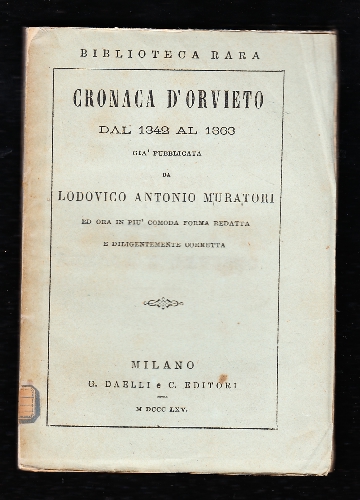 BIBLIOTECA RARA
CRONACA D'ORVIETO
DAL 1342 AL 1363
GIA' PUBBLICATA
DA
LODOVICO ANTONIO MURATORI
ED ORA IN PIU' COMODA FORMA REDATTA
E DILIGENTEMENTE CORRETTA
MILANO
G. DAELLI e C. EDITORI
M DCCC LXV.